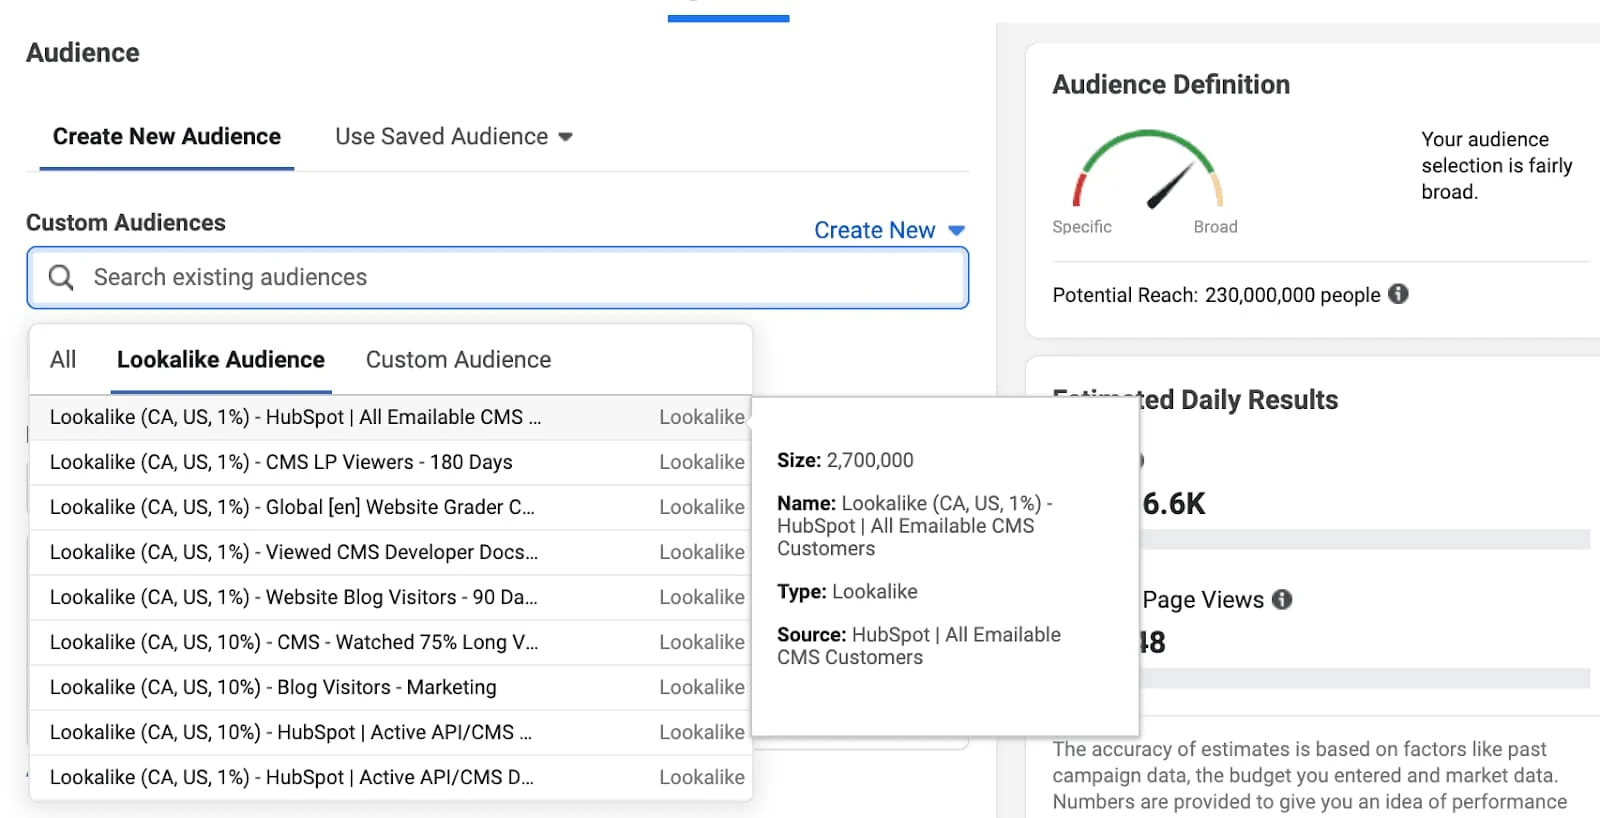 Audience
Create New Audience
Use Saved Audience
Custom Audiences
Create New
Search existing audiences
All
Lookalike Audience
Custom Audience
Lookalike (CA, US, 1%) - HubSpot | All Emailable CMS ...
Lookalike
Lookalike (CA, US, 1%) - CMS LP Viewers - 180 Days
Lookalike
Lookalike (CA, US, 1%) - Global [en] Website Grader C...
Lookalike
Lookalike (CA, US, 1%) - Viewed CMS Developer Docs...
Lookalike
Lookalike (CA, US, 1%) - Website Blog Visitors - 90 Da...
Lookalike
Lookalike (CA, US, 10%) - CMS - Watched 75% Long V...
Lookalike
Lookalike (CA, US, 10%) - Blog Visitors - Marketing
Lookalike
Lookalike (CA, US, 10%) - HubSpot | Active API/CMS ...
Lookalike
Lookalike (CA, US, 1%) - HubSpot | Active API/CMS D...
Lookalike
Size: 2,700,000
Name: Lookalike (CA, US, 1%) -
HubSpot | All Emailable CMS
Customers
Type: Lookalike
Source: HubSpot | All Emailable
CMS Customers
Audience Definition
Your audience
selection is fairly
broad.
Specific
Broad
Potential Reach: 230,000,000 people
Estimated Daily Results
6.6K
Page Views
48
The accuracy of estimates is based on factors like past
campaign data, the budget you entered and market data.
Numbers are provided to give you an idea of performance